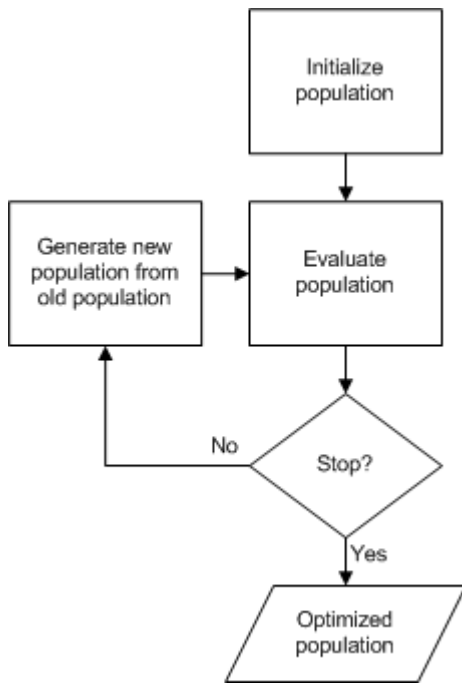 Initialize
population
Generate new
population from
old population
Evaluate
population
No
Stop?
Yes
Optimized
population